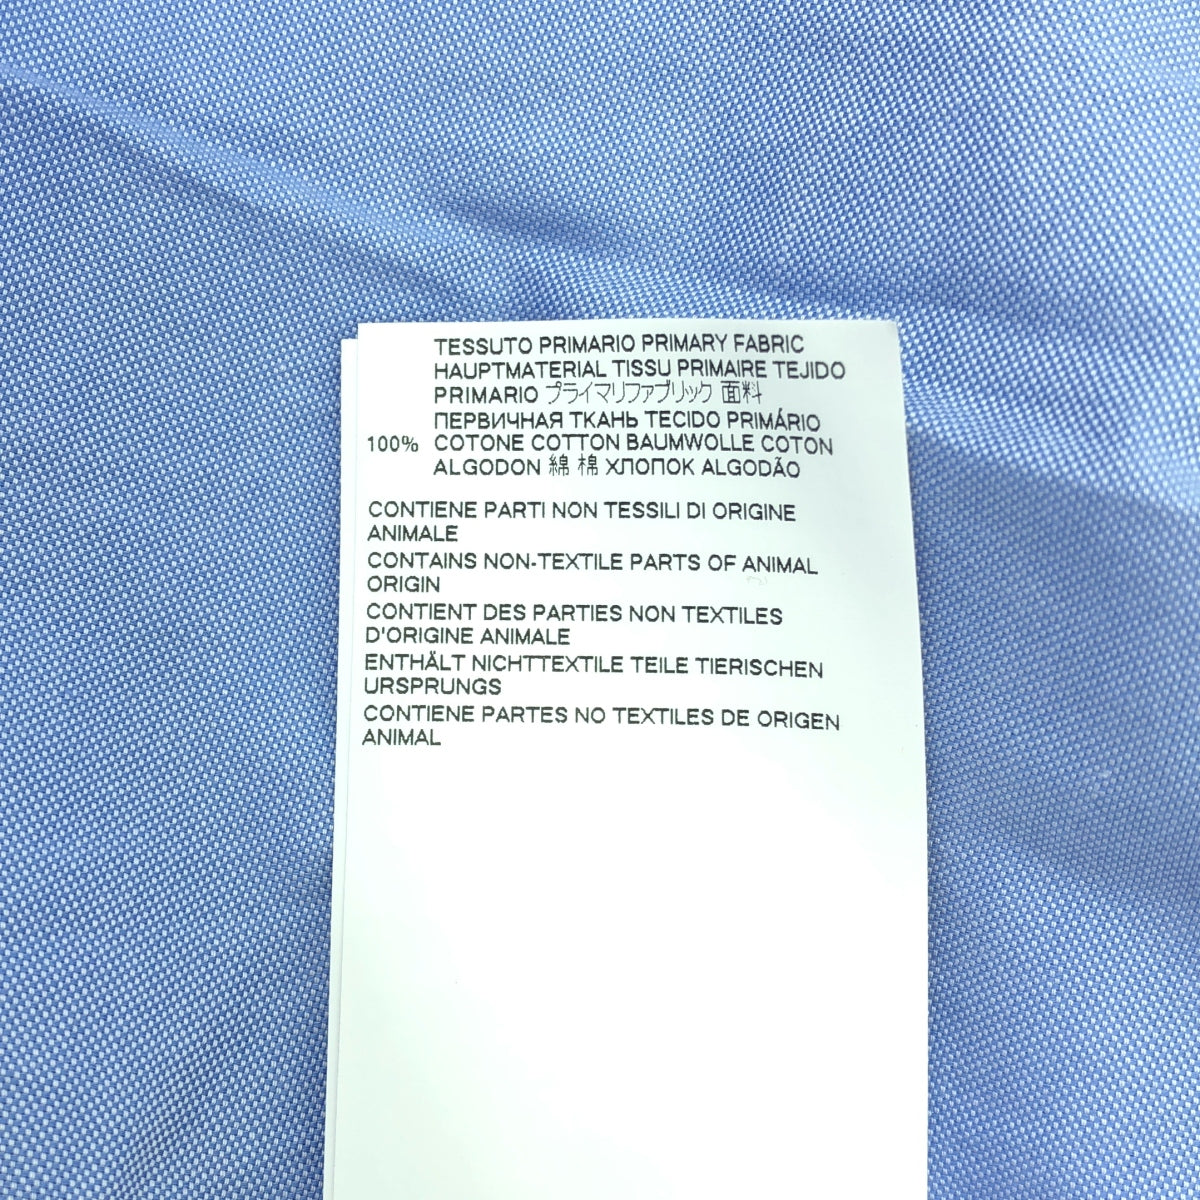 TESSUTO PRIMARIO PRIMARY FABRIC
HAUPTMATERIAL TISSU PRIMAIRE TEJIDO
PRIMARIO プライマリファブリック 面料
ПЕРВИЧНАЯ ТКАНЬ TECIDO PRIMÁRIO
100% COTONE COTTON BAUMWOLLE COTON
ALGODON 綿 棉 ХЛОПОК ALGODÃO
CONTIENE PARTI NON TESSILI DI ORIGINE
ANIMALE
CONTAINS NON-TEXTILE PARTS OF ANIMAL
ORIGIN
CONTIENT DES PARTIES NON TEXTILES
D'ORIGINE ANIMALE
ENTHÄLT NICHTTEXTILE TEILE TIERISCHEN
URSPRUNGS
CONTIENE PARTES NO TEXTILES DE ORIGEN
ANIMAL